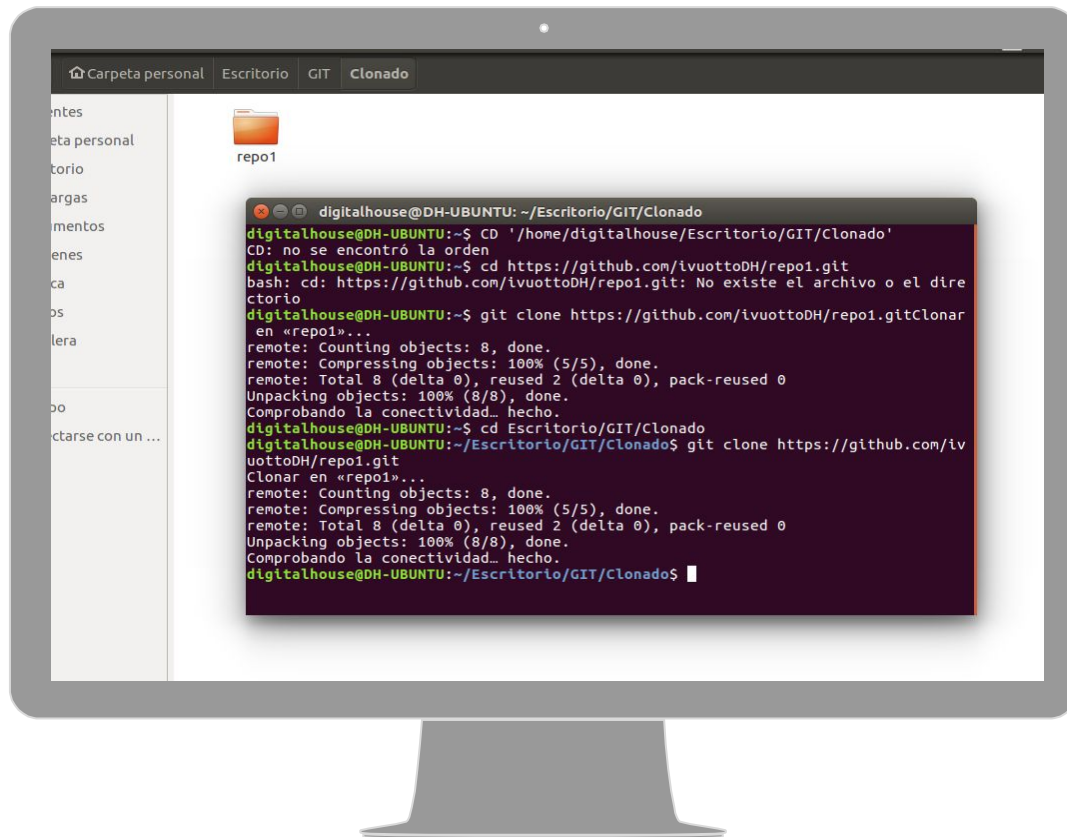 Carpeta personal Escritorio GIT Clonado
entes
eta personal
torio
argas
umentos
enes
ca
os
lera
po
ectarse con un ...
repo1
digitalhouse@DH-UBUNTU: ~/Escritorio/GIT/Clonado
digitalhouse@DH-UBUNTU:~$ CD '/home/digitalhouse/Escritorio/GIT/Clonado'
CD: no se encontró la orden
digitalhouse@DH-UBUNTU:~$ cd https://github.com/ivuottoDH/repo1.git
bash: cd: https://github.com/ivuottoDH/repo1.git: No existe el archivo o el dire
ctorio
digitalhouse@DH-UBUNTU:~$ git clone https://github.com/ivuottoDH/repo1.gitClonar
en «repo1»...
remote: Counting objects: 8, done.
remote: Compressing objects: 100% (5/5), done.
remote: Total 8 (delta 0), reused 2 (delta 0), pack-reused 0
Unpacking objects: 100% (8/8), done.
Comprobando la conectividad… hecho.
digitalhouse@DH-UBUNTU:~$ cd Escritorio/GIT/Clonado
digitalhouse@DH-UBUNTU:~/Escritorio/GIT/Clonado$ git clone https://github.com/iv
uottoDH/repo1.git
Clonar en «repo1»...
remote: Counting objects: 8, done.
remote: Compressing objects: 100% (5/5), done.
remote: Total 8 (delta 0), reused 2 (delta 0), pack-reused 0
Unpacking objects: 100% (8/8), done.
Comprobando la conectividad… hecho.
digitalhouse@DH-UBUNTU:~/Escritorio/GIT/Clonado$